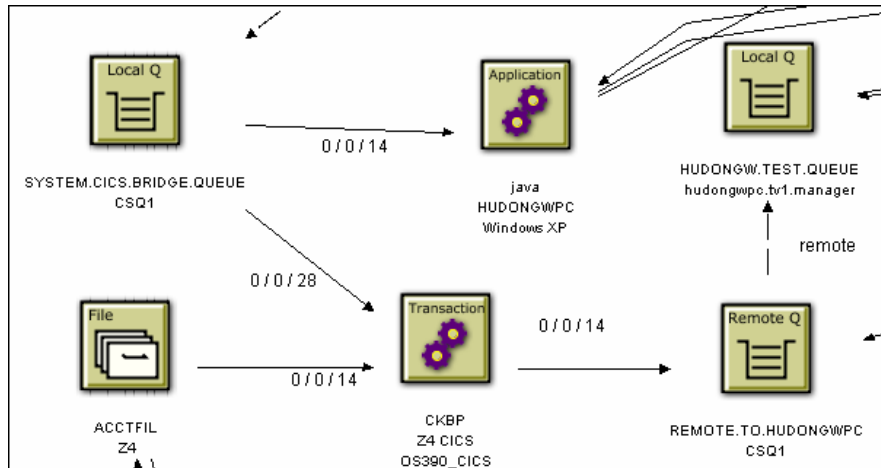 Local Q
SYSTEM.CICS.BRIDGE.QUEUE
CSQ1
0 / 0 / 14
Application
java
HUDONGWPC
Windows XP
Local Q
HUDONGW.TEST.QUEUE
hudongwpc.tv1.manager
remote
0 / 0 / 28
File
ACCTFIL
Z4
0 / 0 / 14
Transaction
CKBP
Z4 CICS
OS390_CICS
0 / 0 / 14
Remote Q
REMOTE.TO.HUDONGWPC
CSQ1